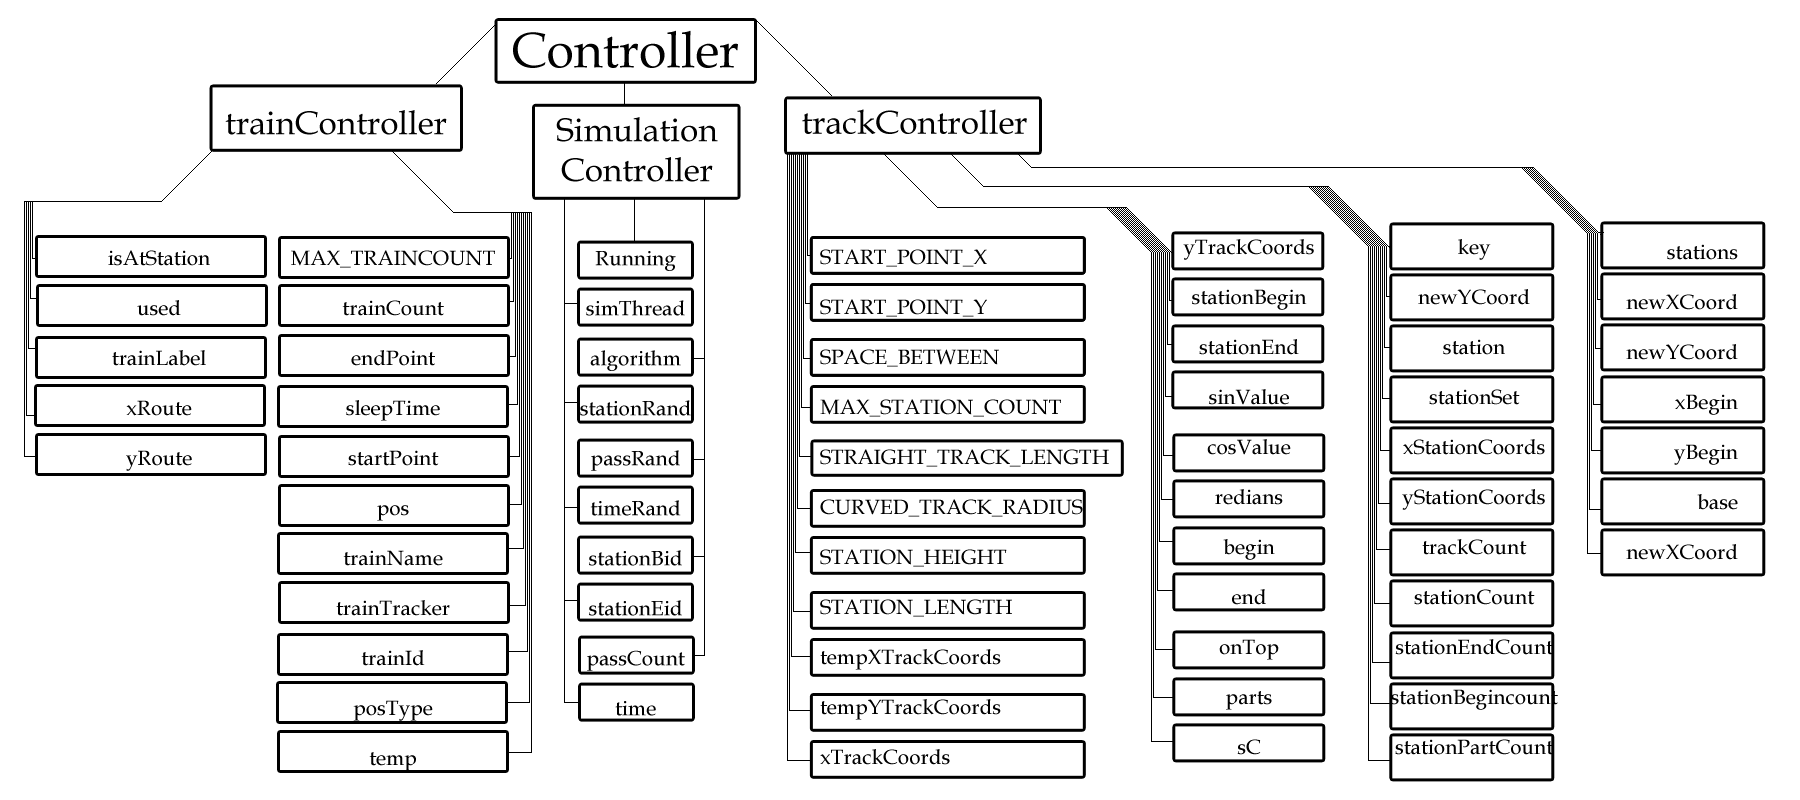 Controller
trainController
Simulation
Controller
trackController
isAtStation
used
trainLabel
xRoute
yRoute
MAX_TRAINCOUNT
trainCount
endPoint
sleepTime
startPoint
pos
trainName
trainTracker
trainId
posType
temp
Running
simThread
algorithm
stationRand
passRand
timeRand
stationBid
stationEid
passCount
time
START_POINT_X
START_POINT_Y
SPACE_BETWEEN
MAX_STATION_COUNT
STRAIGHT_TRACK_LENGTH
CURVED_TRACK_RADIUS
STATION_HEIGHT
STATION_LENGTH
tempXTrackCoords
tempYTrackCoords
xTrackCoords
yTrackCoords
stationBegin
stationEnd
sinValue
cosValue
redians
begin
end
onTop
parts
sC
key
newYCoord
station
stationSet
xStationCoords
yStationCoords
trackCount
stationCount
stationEndCount
stationBegincount
stationPartCount
stations
newXCoord
newYCoord
xBegin
yBegin
base
newXCoord